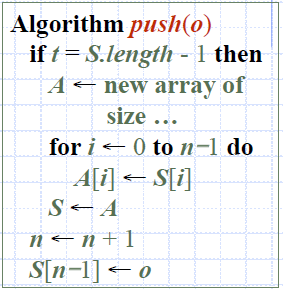 Algorithm push(o)
if t = S.length - 1 then
A ← new array of
size …
for i ← 0 to n−1 do
A[i] ← S[i]
S ← A
n ← n + 1
S[n−1] ← o